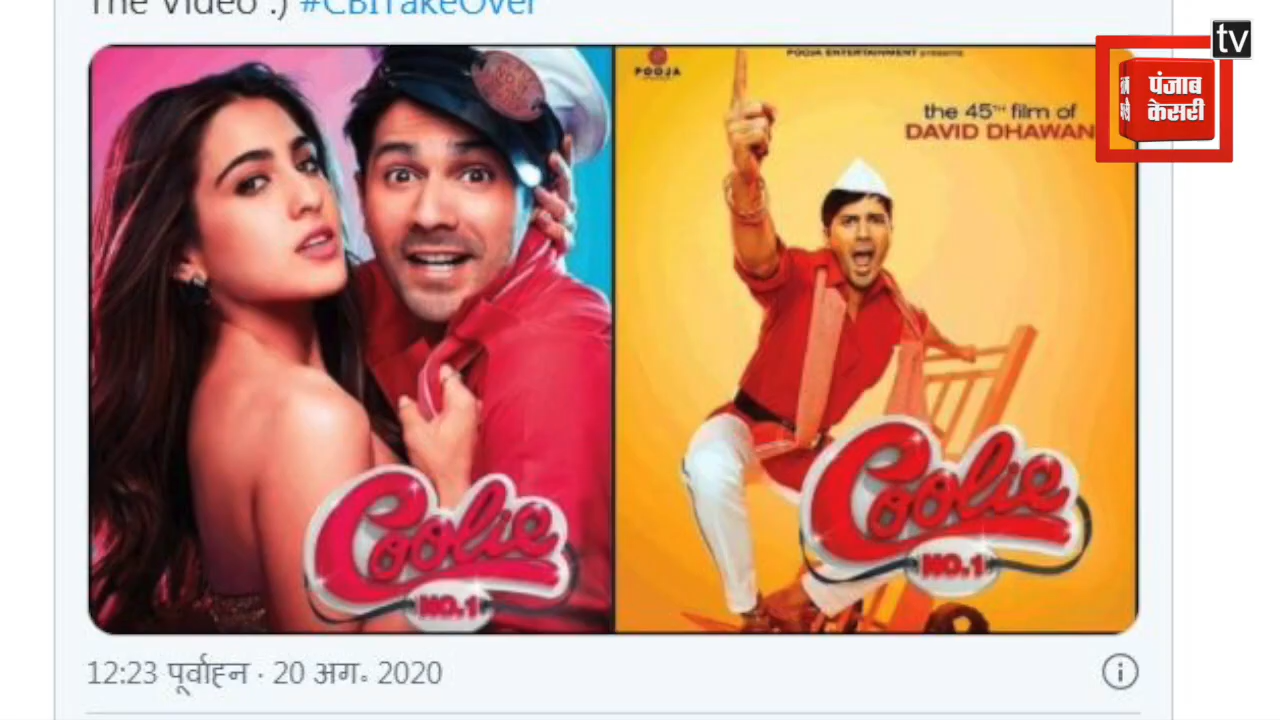 The Video :) #CBITakeOver
tv
पंजाब
केसरी
POOJA
POOJA ENTERTAINMENT presents
the 45TH film of
DAVID DHAWAN
Coolie
NO.1
Coolie
NO.1
12:23 पूर्वाह्न · 20 अग॰ 2020